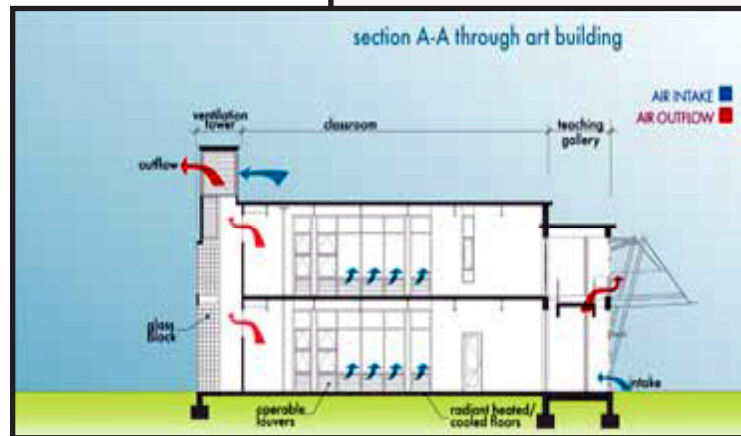 section A-A through art building
AIR INTAKE
AIR OUTFLOW
ventilation
tower
classroom
teaching
gallery
outflow
glass
block
intake
operable
louvers
radiant heated/
cooled floors